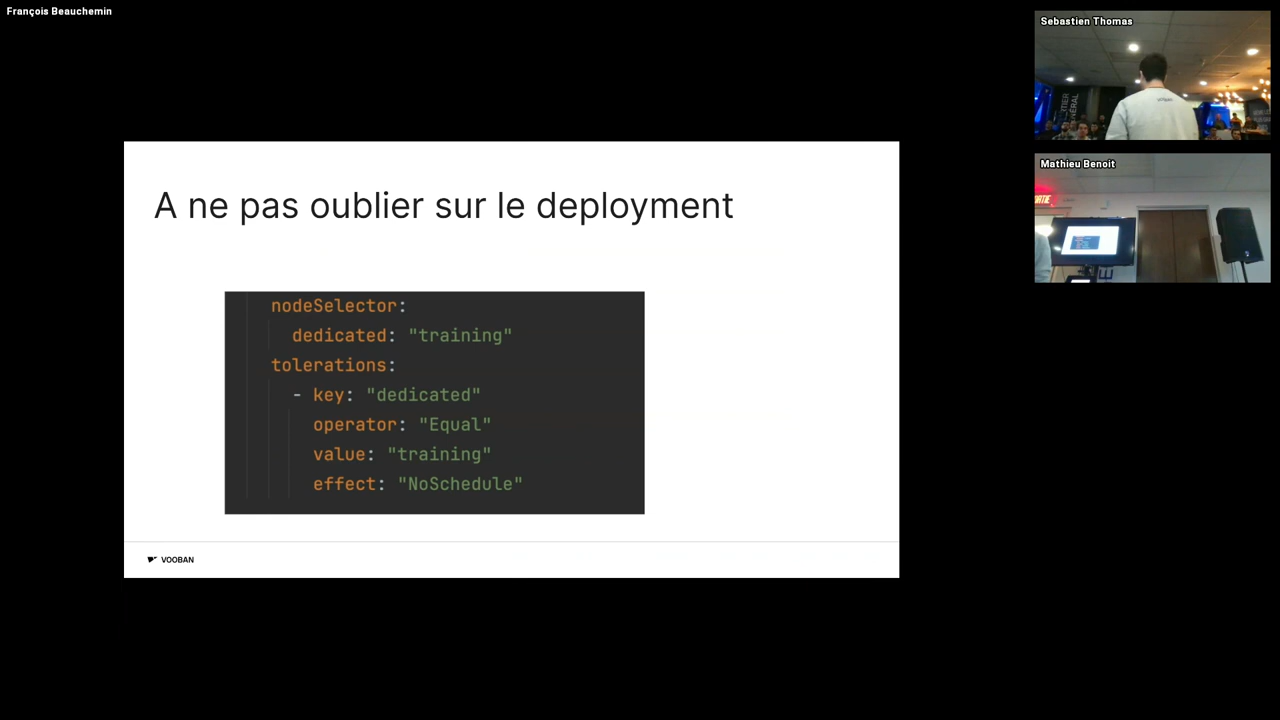 François Beauchemin
A ne pas oublier sur le deployment
nodeSelector:
dedicated: "training"
tolerations:
- key: "dedicated"
operator: "Equal"
value: "training"
effect: "NoSchedule"
VOOBAN
Sebastien Thomas
Mathieu Benoit